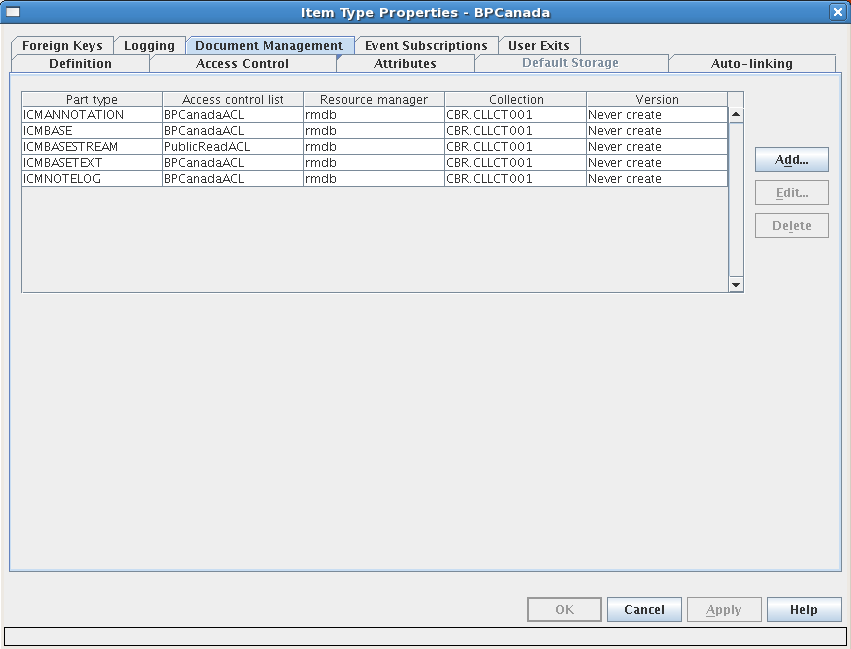 Item Type Properties - BPCanada
Foreign Keys Logging Document Management Event Subscriptions User Exits
Definition Access Control Attributes Default Storage Auto-linking
Part type Access control list Resource manager Collection Version
ICMANNOTATION BPCanadaACL rmdb CBR.CLLCT001 Never create
ICMBASE BPCanadaACL rmdb CBR.CLLCT001 Never create
ICMBASESTREAM PublicReadACL rmdb CBR.CLLCT001 Never create
ICMBASETEXT BPCanadaACL rmdb CBR.CLLCT001 Never create
ICMNOTELOG BPCanadaACL rmdb CBR.CLLCT001 Never create
Add...
Edit...
Delete
OK Cancel Apply Help